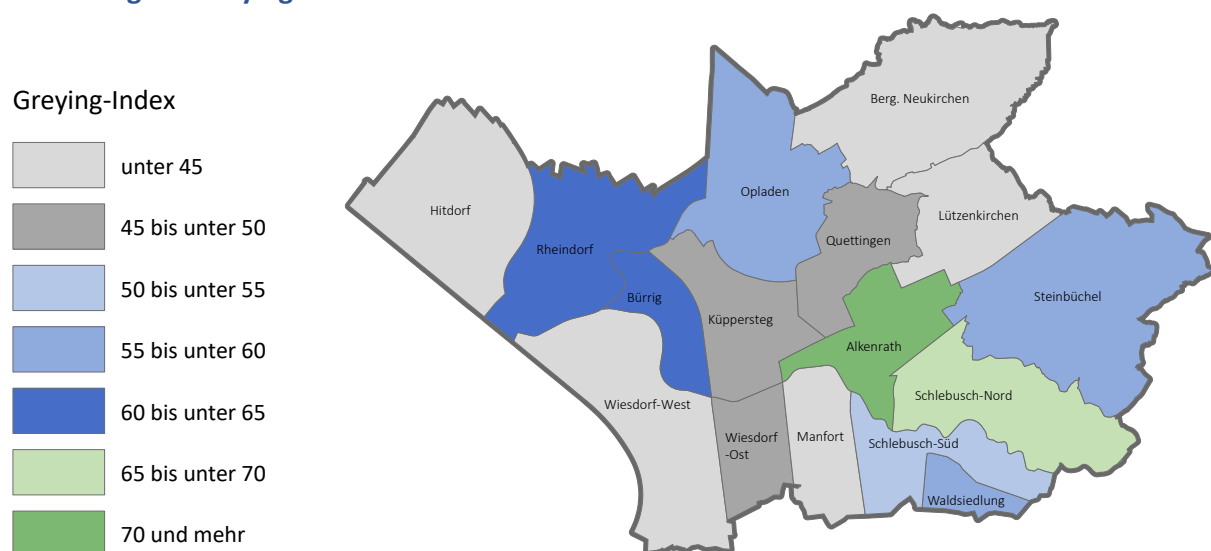 Greying-Index
unter 45
45 bis unter 50
50 bis unter 55
55 bis unter 60
60 bis unter 65
65 bis unter 70
70 und mehr
Berg. Neukirchen
Hitdorf
Opladen
Lützenkirchen
Rheindorf
Quettingen
Bürrig
Steinbüchel
Küppersteg
Alkenrath
Schlebusch-Nord
Wiesdorf-West
Wiesdorf
-Ost
Manfort
Schlebusch-Süd
Waldsiedlung